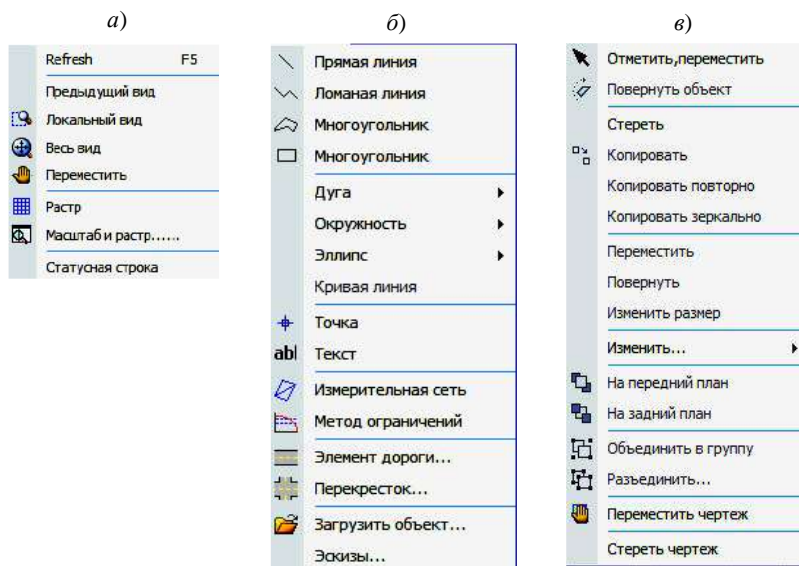 а)
Refresh F5
Предыдущий вид
Локальный вид
Весь вид
Переместить
Растр
Масштаб и растр......
Статусная строка
б)
Прямая линия
Ломаная линия
Многоугольник
Многоугольник
Дуга
Окружность
Эллипс
Кривая линия
Точка
abl Текст
Измерительная сеть
Метод ограничений
Элемент дороги...
Перекресток...
Загрузить объект...
Эскизы...
в)
Отметить,переместить
Повернуть объект
Стереть
Копировать
Копировать повторно
Копировать зеркально
Переместить
Повернуть
Изменить размер
Изменить...
На передний план
На задний план
Объединить в группу
Разъединить...
Переместить чертеж
Стереть чертеж